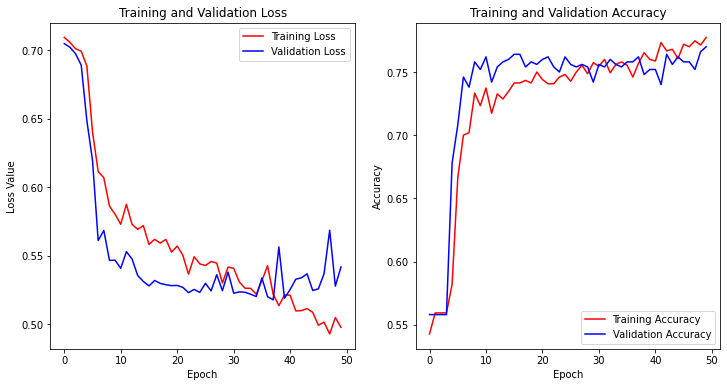 Training and Validation Loss
Training Loss
Validation Loss
0.70
0.65
0.60
0.55
0.50
Loss Value
0
10
20
30
40
50
Epoch
Training and Validation Accuracy
0.75
0.70
0.65
0.60
0.55
Accuracy
Training Accuracy
Validation Accuracy
0
10
20
30
40
50
Epoch